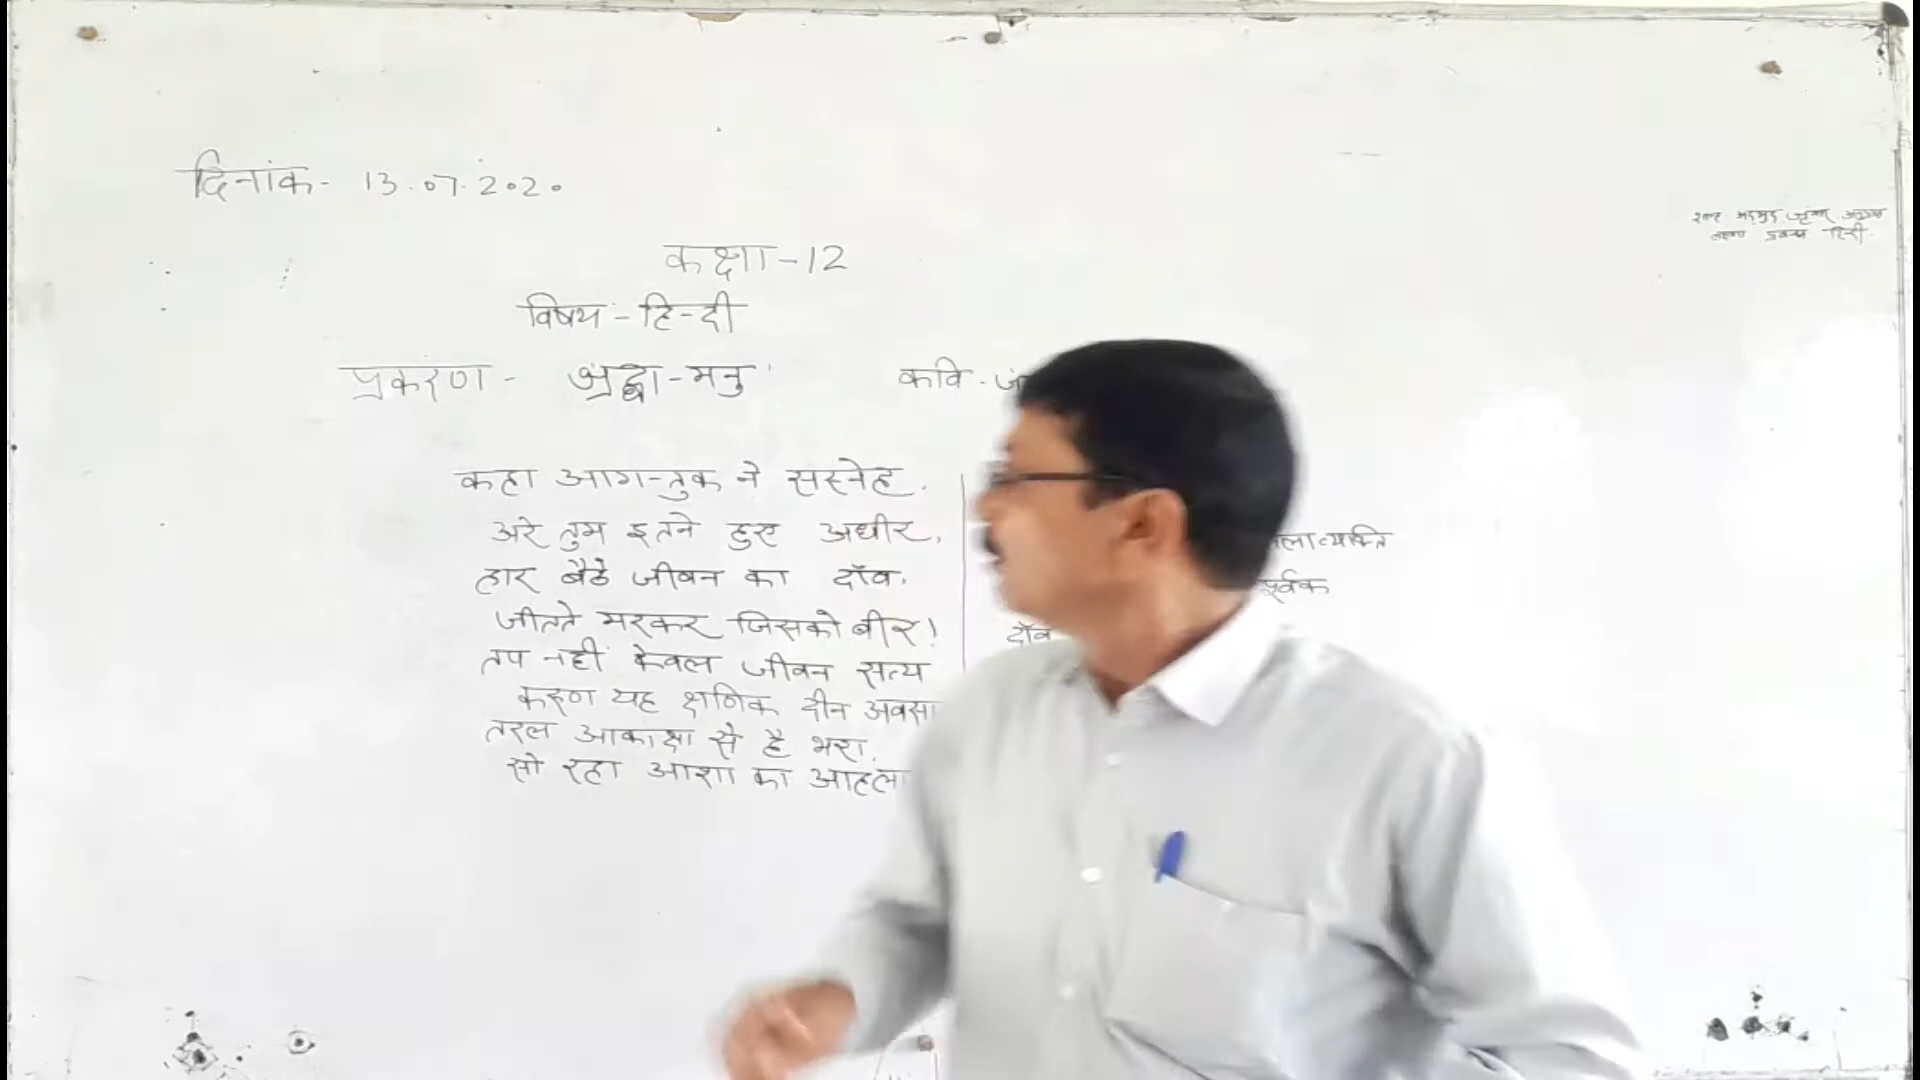 दिनांक- 13.07.2020
कक्षा-12
विषय-हिन्दी
प्रकरण- श्रद्धा-मनु
कवि-
कहा आगन्तुक ने सस्नेह.
अरे तुम इतने हुए अधीर,
हार बैठे जीवन का दॉव,
जीतते मरकर जिसको बीर!
तप नहीं केवल जीवन सत्य
करुण यह क्षणिक दीन
तरल आकाक्षा से है भरा,
सो रहा आशा का
दॉव